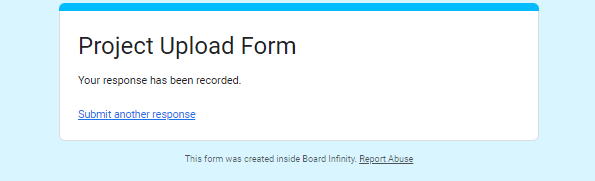 Project Upload Form
Your response has been recorded.
Submit another response
This form was created inside Board Infinity. Report Abuse